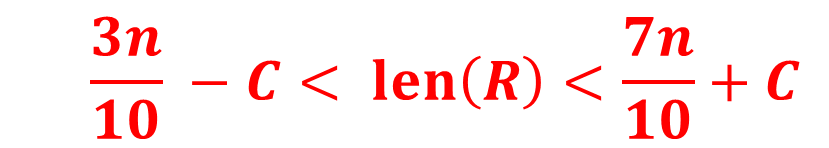 3n/10 − C < len(R) < 7n/10 + C